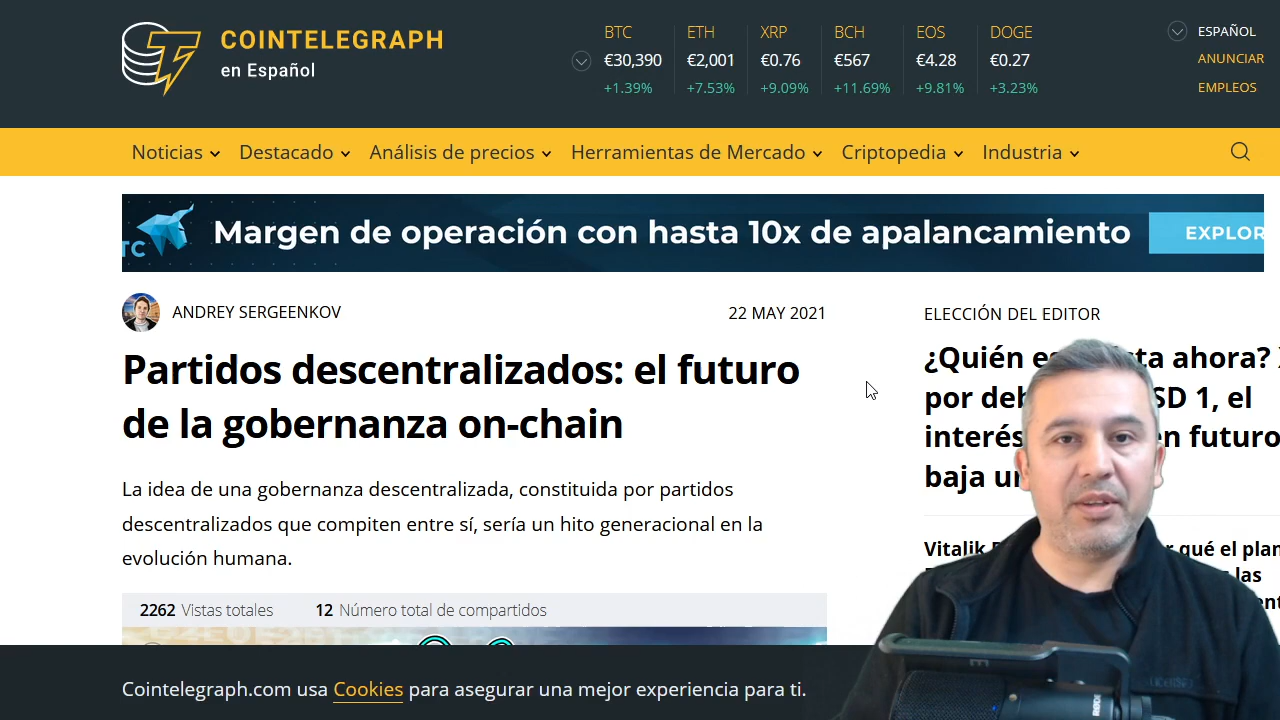 COINTELEGRAPH
en Español
BTC ETH XRP BCH EOS DOGE
€30,390 €2,001 €0.76 €567 €4.28 €0.27
+1.39% +7.53% +9.09% +11.69% +9.81% +3.23%
ESPAÑOL
ANUNCIAR
EMPLEOS
Noticias Destacado Análisis de precios Herramientas de Mercado Criptopedia Industria
TC Margen de operación con hasta 10x de apalancamiento EXPLOR
ANDREY SERGEENKOV 22 MAY 2021
Partidos descentralizados: el futuro
de la gobernanza on-chain
La idea de una gobernanza descentralizada, constituida por partidos
descentralizados que compiten entre sí, sería un hito generacional en la
evolución humana.
2262 Vistas totales 12 Número total de compartidos
ELECCIÓN DEL EDITOR
¿Quién ta ahora?
por SD 1, el
interés en futuro
baja
Vitalik qué el plan
las
Cointelegraph.com usa Cookies para asegurar una mejor experiencia para ti.
RODE